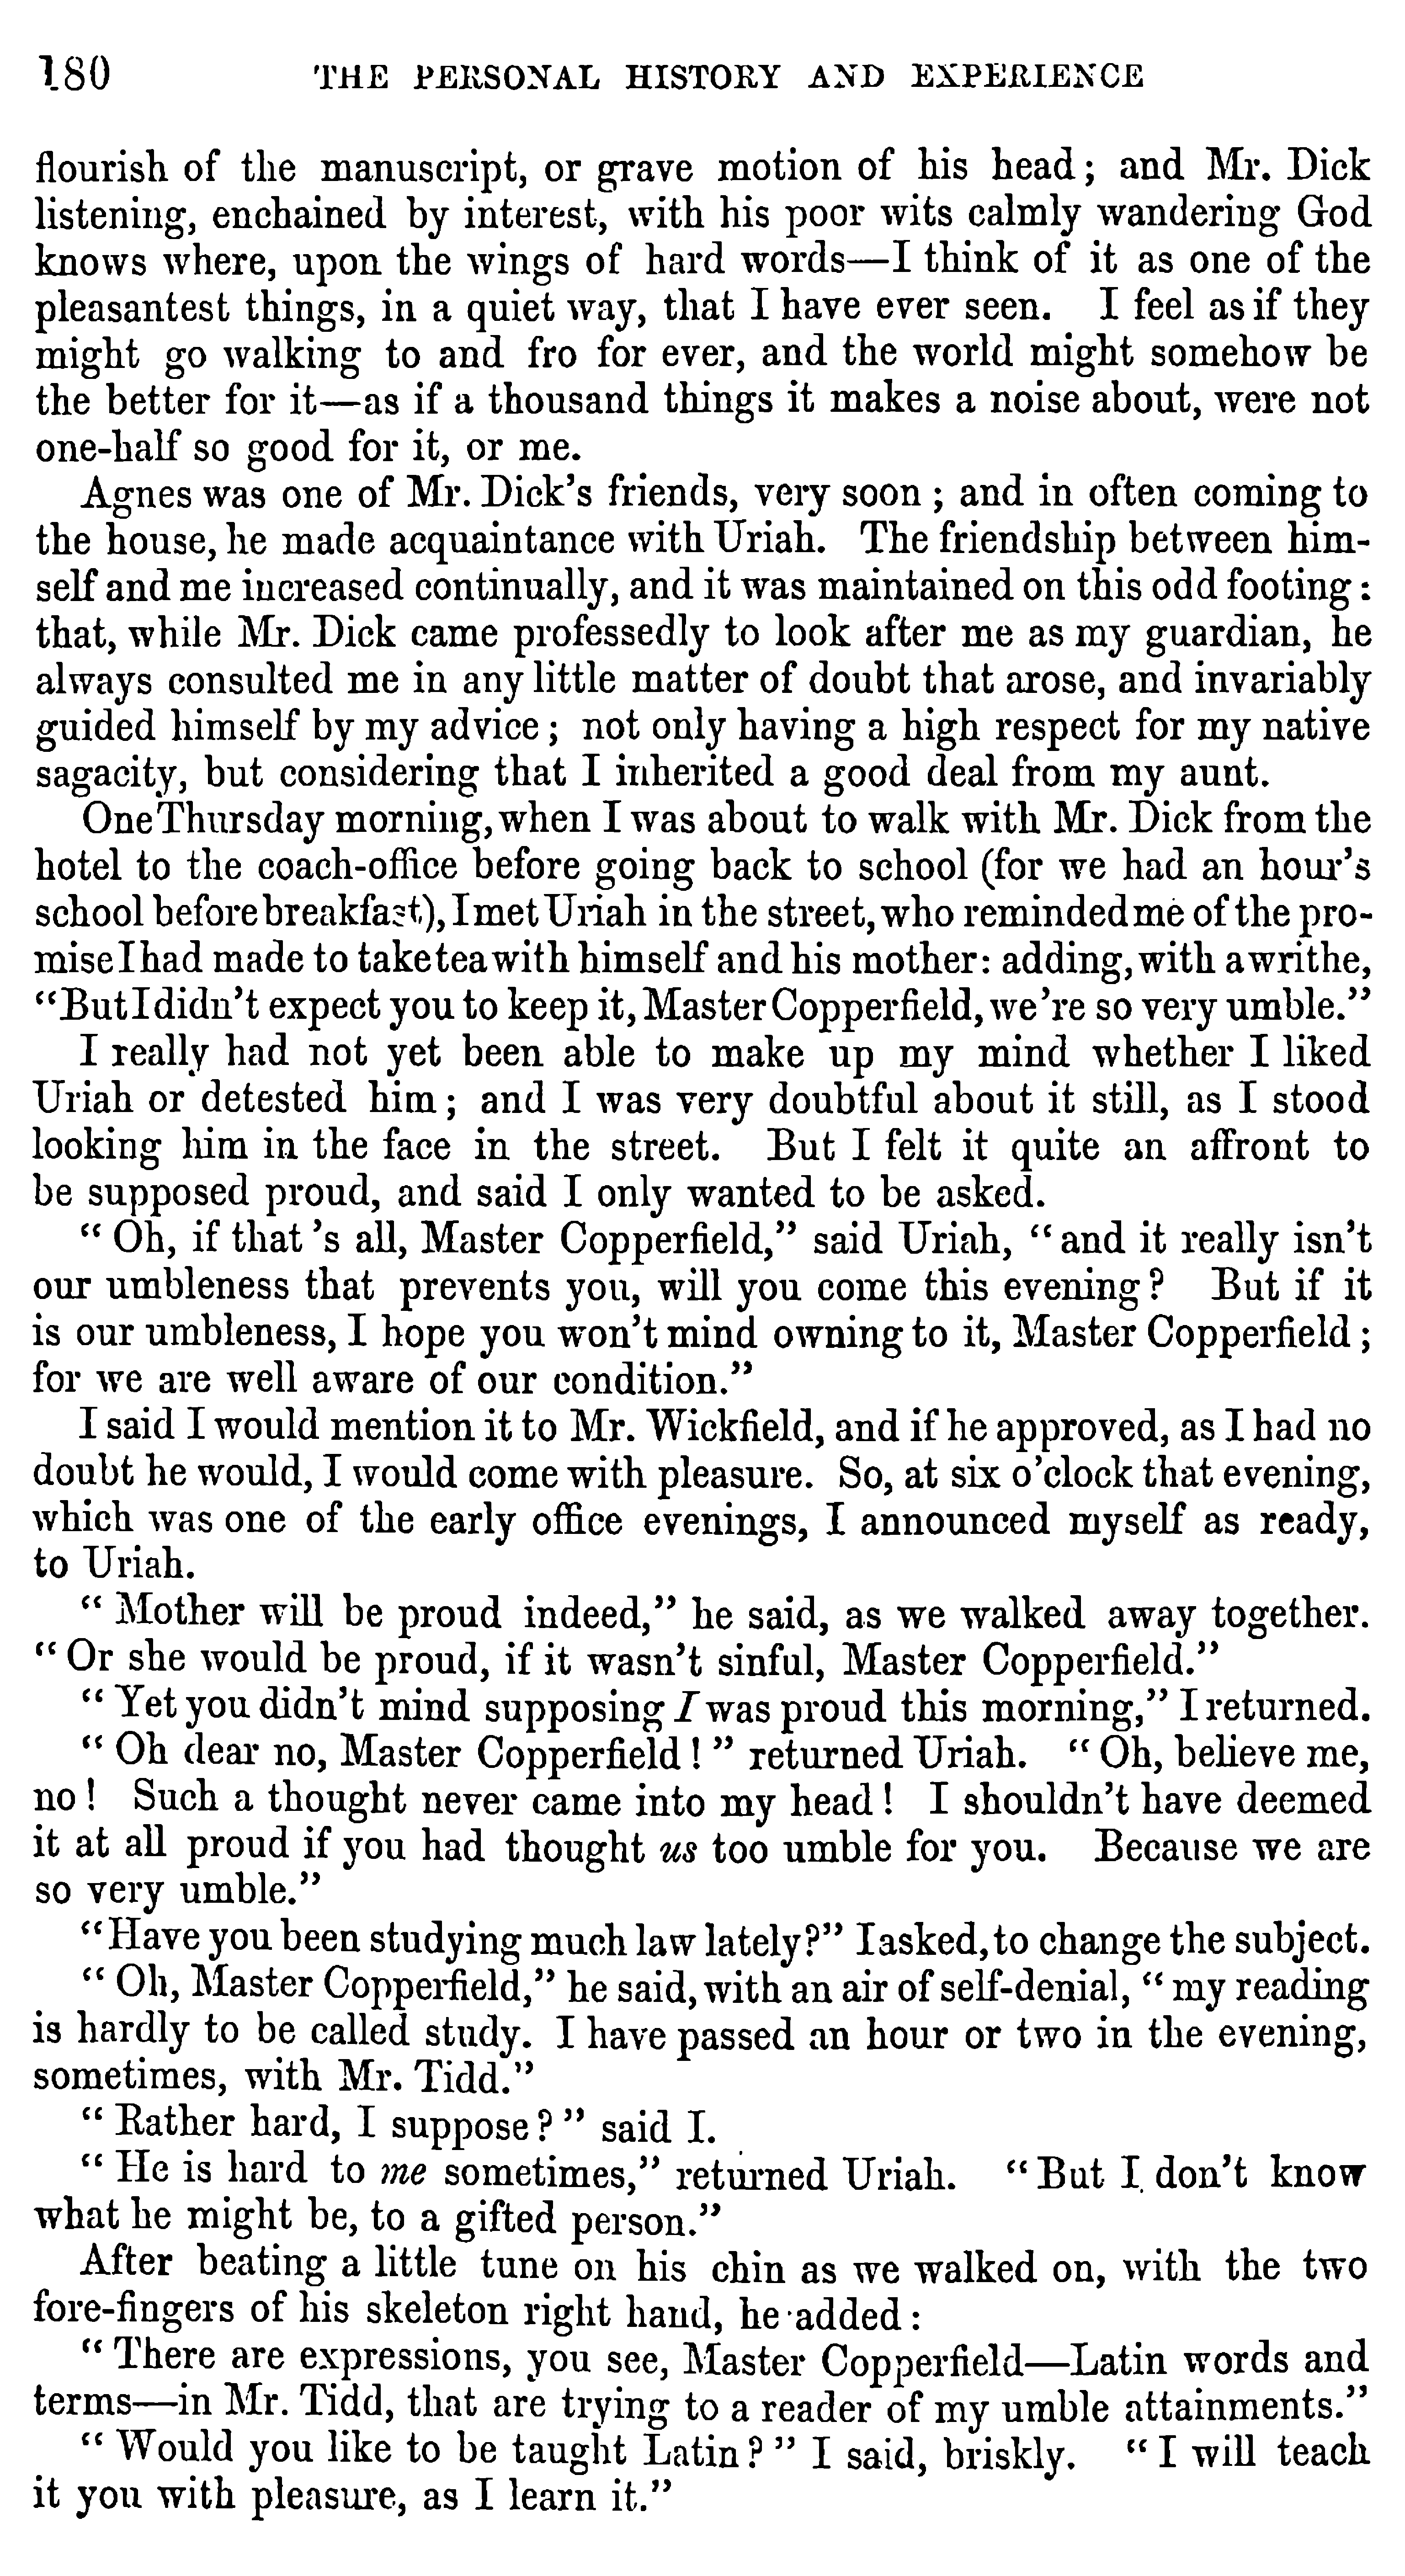 180 THE PERSONAL HISTORY AND EXPERIENCE
flourish of the manuscript, or grave motion of his head; and Mr. Dick
listening, enchained by interest, with his poor wits calmly wandering God
knows where, upon the wings of hard words—I think of it as one of the
pleasantest things, in a quiet way, that I have ever seen. I feel as if they
might go walking to and fro for ever, and the world might somehow be
the better for it—as if a thousand things it makes a noise about, were not
one-half so good for it, or me.
Agnes was one of Mr. Dick's friends, very soon; and in often coming to
the house, he made acquaintance with Uriah. The friendship between him-
self and me increased continually, and it was maintained on this odd footing:
that, while Mr. Dick came professedly to look after me as my guardian, he
always consulted me in any little matter of doubt that arose, and invariably
guided himself by my advice; not only having a high respect for my native
sagacity, but considering that I inherited a good deal from my aunt.
One Thursday morning, when I was about to walk with Mr. Dick from the
hotel to the coach-office before going back to school (for we had an hour's
school before breakfast), I met Uriah in the street, who reminded me of the pro-
mise I had made to take tea with himself and his mother: adding, with a writhe,
"But I didn't expect you to keep it, Master Copperfield, we're so very umble."
I really had not yet been able to make up my mind whether I liked
Uriah or detested him; and I was very doubtful about it still, as I stood
looking him in the face in the street. But I felt it quite an affront to
be supposed proud, and said I only wanted to be asked.
"Oh, if that's all, Master Copperfield," said Uriah, "and it really isn't
our umbleness that prevents you, will you come this evening? But if it
is our umbleness, I hope you won't mind owning to it, Master Copperfield;
for we are well aware of our condition."
I said I would mention it to Mr. Wickfield, and if he approved, as I had no
doubt he would, I would come with pleasure. So, at six o'clock that evening,
which was one of the early office evenings, I announced myself as ready,
to Uriah.
"Mother will be proud indeed," he said, as we walked away together.
"Or she would be proud, if it wasn't sinful, Master Copperfield."
"Yet you didn't mind supposing I was proud this morning," I returned.
"Oh dear no, Master Copperfield!" returned Uriah. "Oh, believe me,
no! Such a thought never came into my head! I shouldn't have deemed
it at all proud if you had thought us too umble for you. Because we are
so very umble."
"Have you been studying much law lately?" I asked, to change the subject.
"Oh, Master Copperfield," he said, with an air of self-denial, "my reading
is hardly to be called study. I have passed an hour or two in the evening,
sometimes, with Mr. Tidd."
"Rather hard, I suppose?" said I.
"He is hard to me sometimes," returned Uriah. "But I don't know
what he might be, to a gifted person."
After beating a little tune on his chin as we walked on, with the two
fore-fingers of his skeleton right hand, he added:
"There are expressions, you see, Master Copperfield—Latin words and
terms—in Mr. Tidd, that are trying to a reader of my umble attainments."
"Would you like to be taught Latin?" I said, briskly. "I will teach
it you with pleasure, as I learn it."